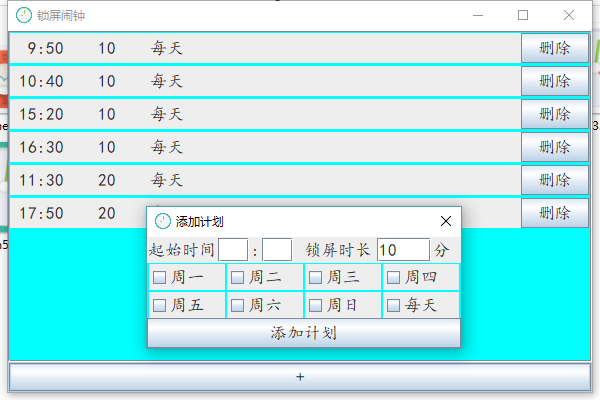 锁屏闹钟
9:50 10 每天 删除
10:40 10 每天 删除
15:20 10 每天 删除
16:30 10 每天 删除
11:30 20 每天 删除
17:50 20 删除
添加计划
起始时间 : 锁屏时长 10 分
周一 周二 周三 周四
周五 周六 周日 每天
添加计划
+